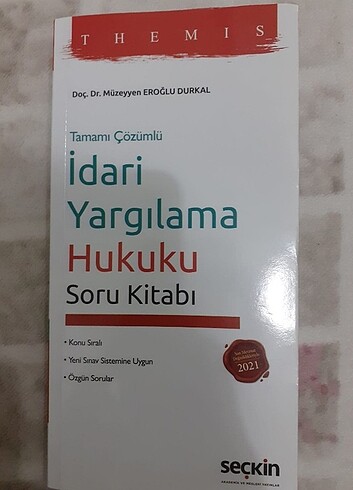 THEMIS
Doç. Dr. Müzeyyen EROĞLU DURKAL
Tamamı Çözümlü
İdari
Yargılama
Hukuku
Soru Kitabı
• Konu Sıralı
• Yeni Sınav Sistemine Uygun
• Özgün Sorular
2021
seçkin